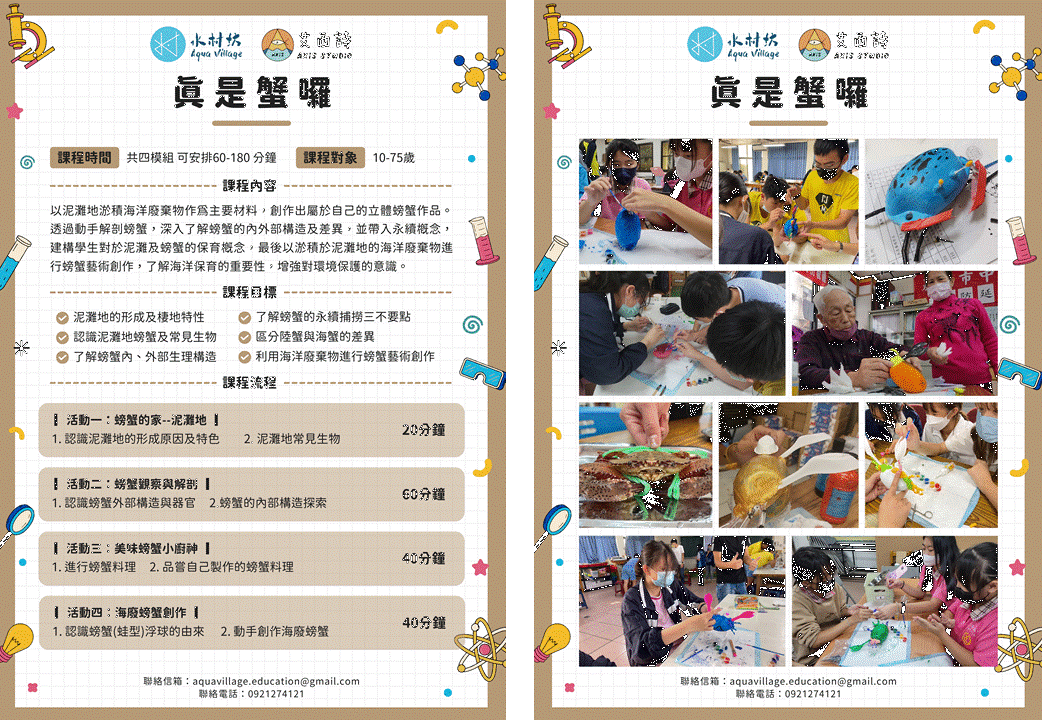 水村坊
Aqua Village
AXIS STUDIO
真是蟹囉
課程時間 共四模組 可安排60-180 分鐘 課程對象 10-75歲
課程內容
以泥灘地淤積海洋廢棄物作為主要材料，創作出屬於自己的立體螃蟹作品。
透過動手解剖螃蟹，深入了解螃蟹的內外部構造及差異，並帶入永續概念，
建構學生對於泥灘及螃蟹的保育概念，最後以淤積於泥灘地的海洋廢棄物進
行螃蟹藝術創作，了解海洋保育的重要性，增強對環境保護的意識。
課程目標
泥灘地的形成及棲地特性 了解螃蟹的永續捕撈三不要點
認識泥灘地螃蟹及常見生物 區分陸蟹與海蟹的差異
了解螃蟹內、外部生理構造 利用海洋廢棄物進行螃蟹藝術創作
課程流程
活動一：螃蟹的家--泥灘地
1. 認識泥灘地的形成原因及特色 2. 泥灘地常見生物
20分鐘
活動二：螃蟹觀察與解剖
1. 認識螃蟹外部構造與器官 2.螃蟹的內部構造探索
60分鐘
活動三：美味螃蟹小廚神
1. 進行螃蟹料理 2. 品嘗自己製作的螃蟹料理
40分鐘
活動四：海廢螃蟹創作
1. 認識螃蟹(蛙型)浮球的由來 2. 動手創作海廢螃蟹
40分鐘
聯絡信箱：aquavillage.education@gmail.com
聯絡電話：0921274121
水村坊
Aqua Village
AXIS STUDIO
真是蟹囉
聯絡信箱：aquavillage.education@gmail.com
聯絡電話：0921274121